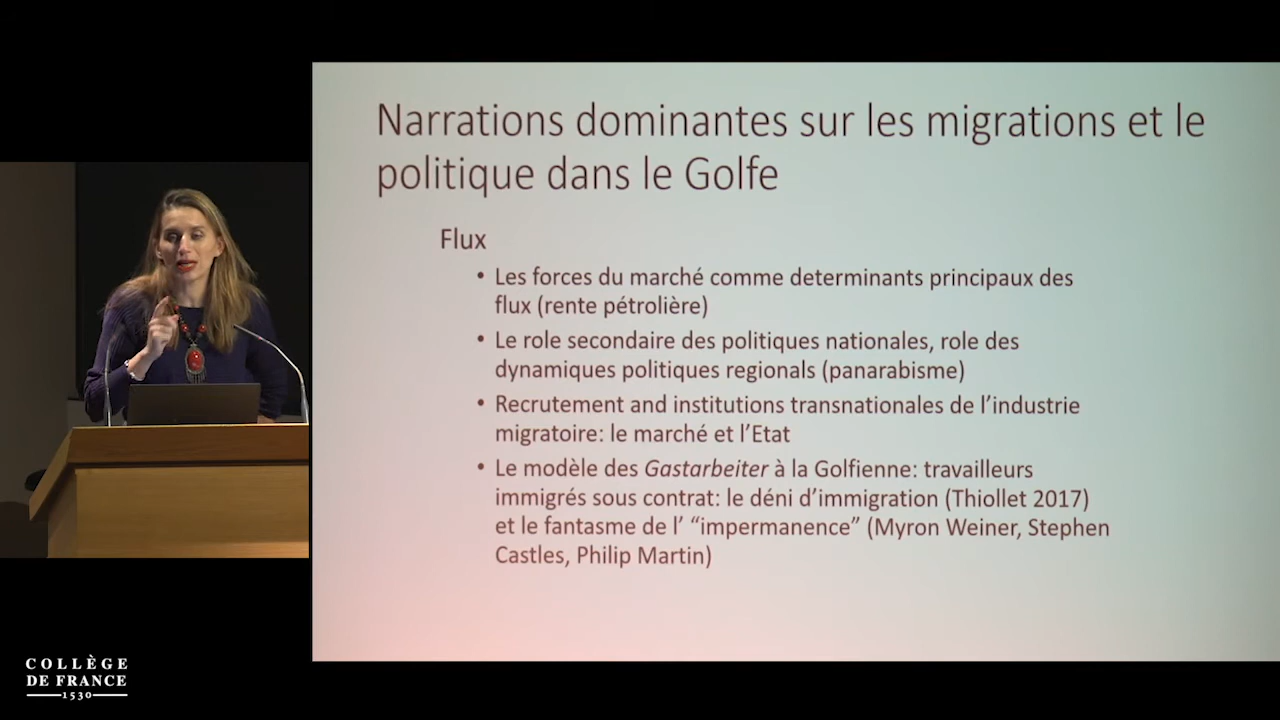 Narrations dominantes sur les migrations et le
politique dans le Golfe
Flux
• Les forces du marché comme determinants principaux des
flux (rente pétrolière)
• Le role secondaire des politiques nationales, role des
dynamiques politiques regionals (panarabisme)
• Recrutement and institutions transnationales de l’industrie
migratoire: le marché et l’Etat
• Le modèle des Gastarbeiter à la Golfienne: travailleurs
immigrés sous contrat: le déni d’immigration (Thiollet 2017)
et le fantasme de l’ “impermanence” (Myron Weiner, Stephen
Castles, Philip Martin)
COLLÈGE
DE FRANCE
1530